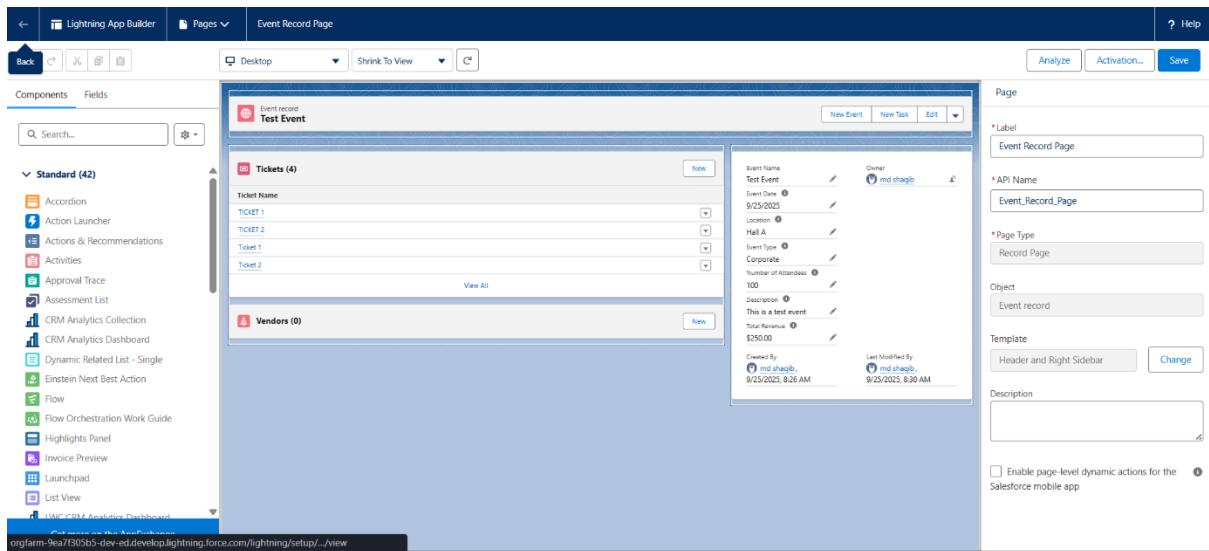 Lightning App Builder
Pages
Event Record Page
? Help
Back
Desktop
Shrink To View
Analyze
Activation...
Save
Components
Fields
Search...
Standard (42)
Accordion
Action Launcher
Actions & Recommendations
Activities
Approval Trace
Assessment List
CRM Analytics Collection
CRM Analytics Dashboard
Dynamic Related List - Single
Einstein Next Best Action
Flow
Flow Orchestration Work Guide
Highlights Panel
Invoice Preview
Launchpad
List View
LWC CRM Analytics Dashboard
Get more on the AppExchange
orgfarm-9ea7f305b5-dev-ed.develop.lightning.force.com/lightning/setup/.../view
Event record
Test Event
New Event
New Task
Edit
Tickets (4)
New
Ticket Name
TICKET 1
TICKET 2
Ticket 1
Ticket 2
View All
Vendors (0)
New
Event Name
Test Event
Owner
md shaqib
Event Date
9/25/2025
Location
Hall A
Event Type
Corporate
Number of Attendees
100
Description
This is a test event
Total Revenue
$250.00
Created By
md shaqib,
9/25/2025, 8:26 AM
Last Modified By
md shaqib,
9/25/2025, 8:30 AM
Page
*Label
Event Record Page
*API Name
Event_Record_Page
*Page Type
Record Page
Object
Event record
Template
Header and Right Sidebar
Change
Description
Enable page-level dynamic actions for the
Salesforce mobile app